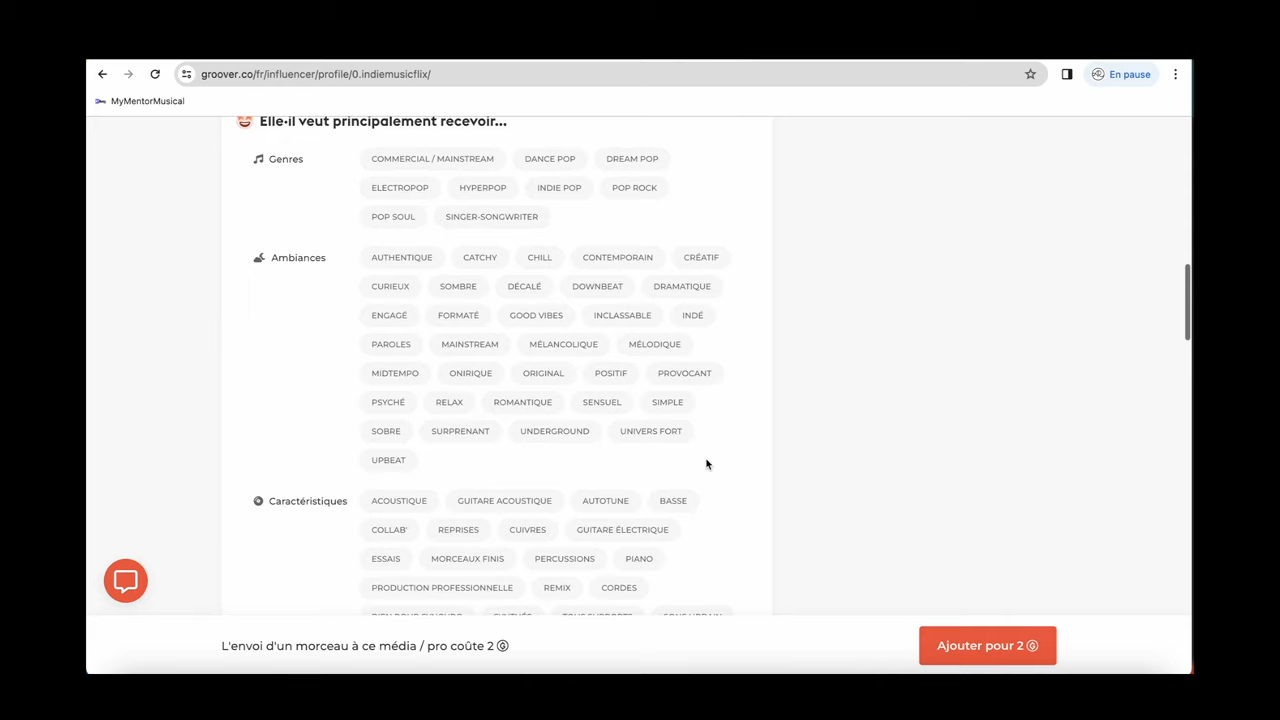 groover.co/fr/influencer/profile/0.indiemusicflix/
En pause
MyMentorMusical
Elle·il veut principalement recevoir...
Genres
COMMERCIAL / MAINSTREAM DANCE POP DREAM POP
ELECTROPOP HYPERPOP INDIE POP POP ROCK
POP SOUL SINGER-SONGWRITER
Ambiances
AUTHENTIQUE CATCHY CHILL CONTEMPORAIN CRÉATIF
CURIEUX SOMBRE DÉCALÉ DOWNBEAT DRAMATIQUE
ENGAGÉ FORMATÉ GOOD VIBES INCLASSABLE INDÉ
PAROLES MAINSTREAM MÉLANCOLIQUE MÉLODIQUE
MIDTEMPO ONIRIQUE ORIGINAL POSITIF PROVOCANT
PSYCHÉ RELAX ROMANTIQUE SENSUEL SIMPLE
SOBRE SURPRENANT UNDERGROUND UNIVERS FORT
UPBEAT
Caractéristiques
ACOUSTIQUE GUITARE ACOUSTIQUE AUTOTUNE BASSE
COLLAB' REPRISES CUIVRES GUITARE ÉLECTRIQUE
ESSAIS MORCEAUX FINIS PERCUSSIONS PIANO
PRODUCTION PROFESSIONNELLE REMIX CORDES
L'envoi d'un morceau à ce média / pro coûte 2
Ajouter pour 2